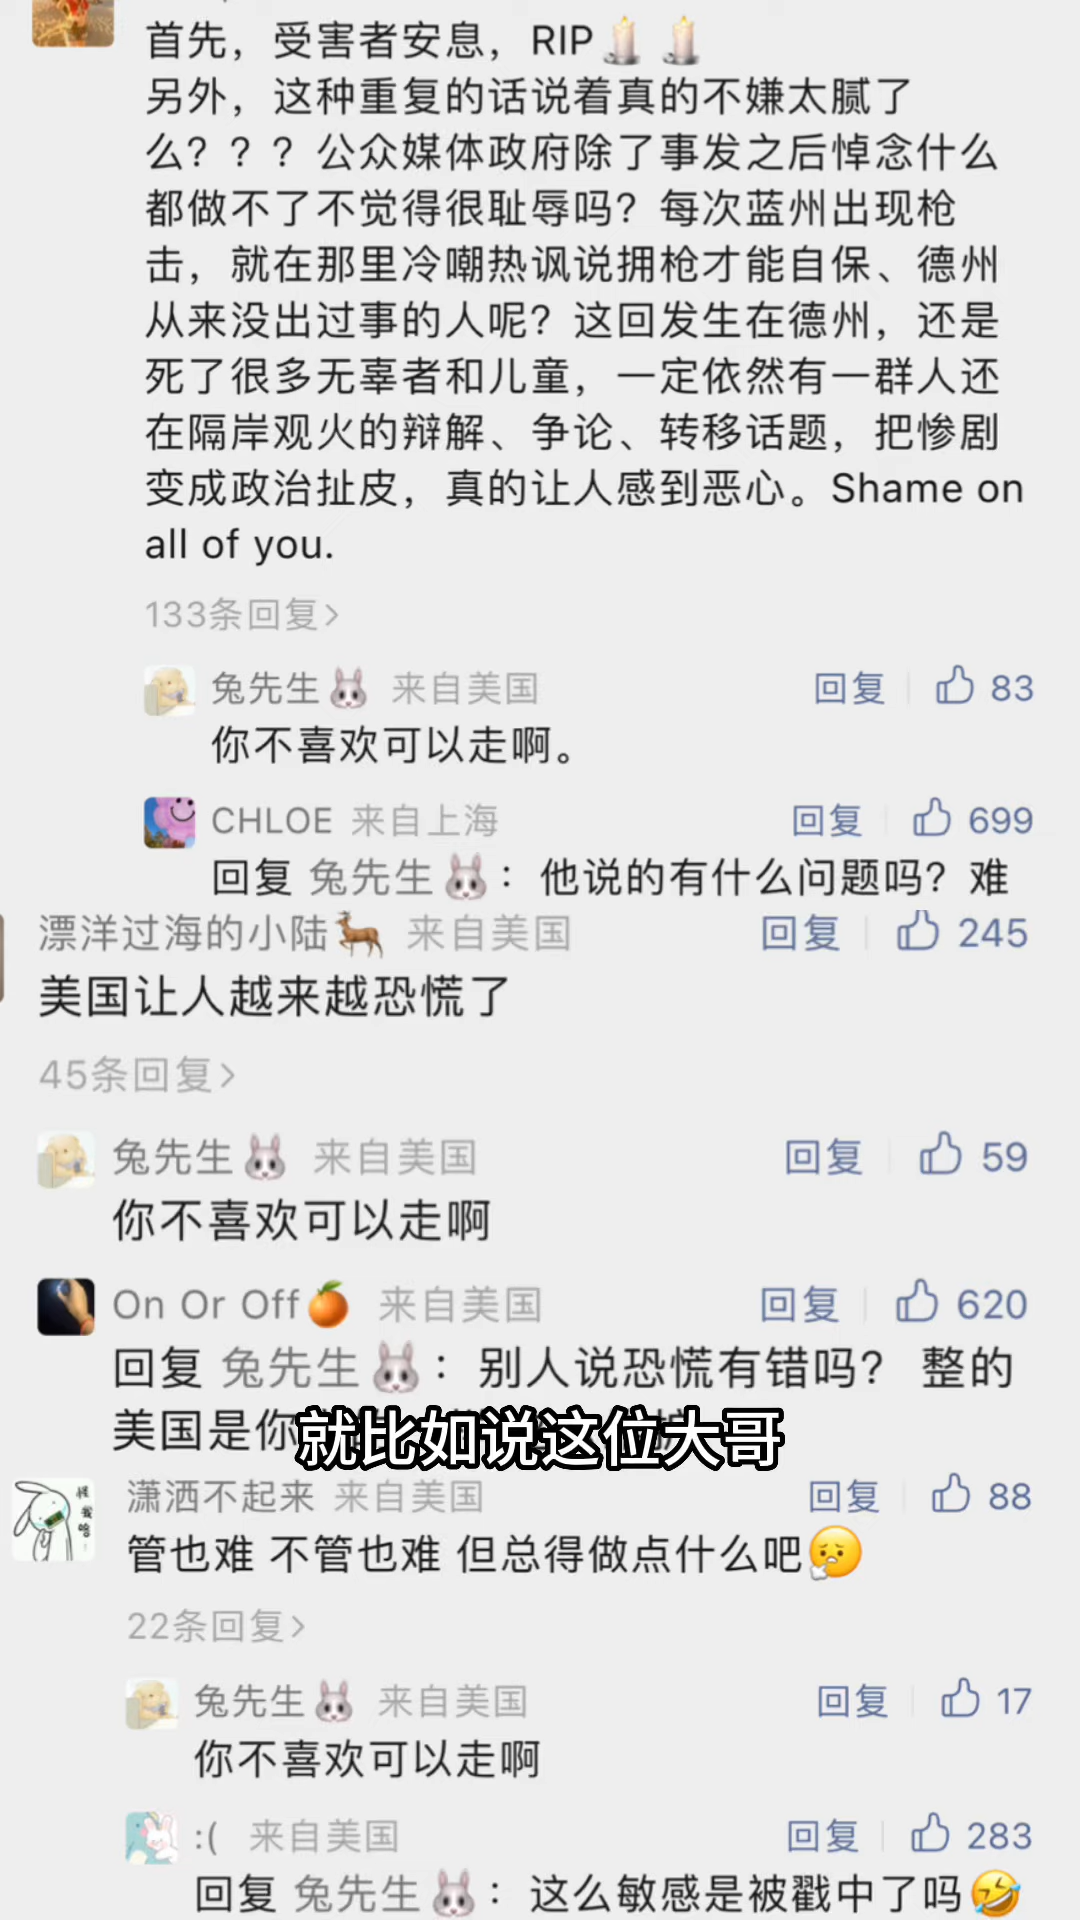 首先，受害者安息，RIP🕯️🕯️
另外，这种重复的话说着真的不嫌太腻了
么？？？公众媒体政府除了事发之后悼念什么
都做不了不觉得很耻辱吗？每次蓝州出现枪
击，就在那里冷嘲热讽说拥枪才能自保、德州
从来没出过事的人呢？这回发生在德州，还是
死了很多无辜者和儿童，一定依然有一群人还
在隔岸观火的辩解、争论、转移话题，把惨剧
变成政治扯皮，真的让人感到恶心。Shame on
all of you.
133条回复>
兔先生🐰 来自美国 回复 83
你不喜欢可以走啊。
CHLOE 来自上海 回复 699
回复 兔先生🐰：他说的有什么问题吗？难
漂洋过海的小陆🦌 来自美国 回复 245
美国让人越来越恐慌了
45条回复>
兔先生🐰 来自美国 回复 59
你不喜欢可以走啊
On Or Off🍊 来自美国 回复 620
回复 兔先生🐰：别人说恐慌有错吗？ 整的
美国是你
就比如说这位大哥
潇洒不起来 来自美国 回复 88
管也难 不管也难 但总得做点什么吧😮‍💨
22条回复>
兔先生🐰 来自美国 回复 17
你不喜欢可以走啊
:( 来自美国 回复 283
回复 兔先生🐰：这么敏感是被戳中了吗🤣